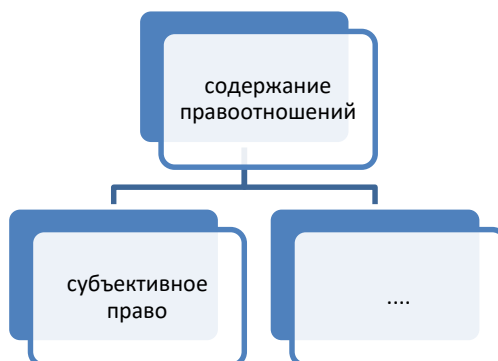 содержание
правоотношений
субъективное
право
....